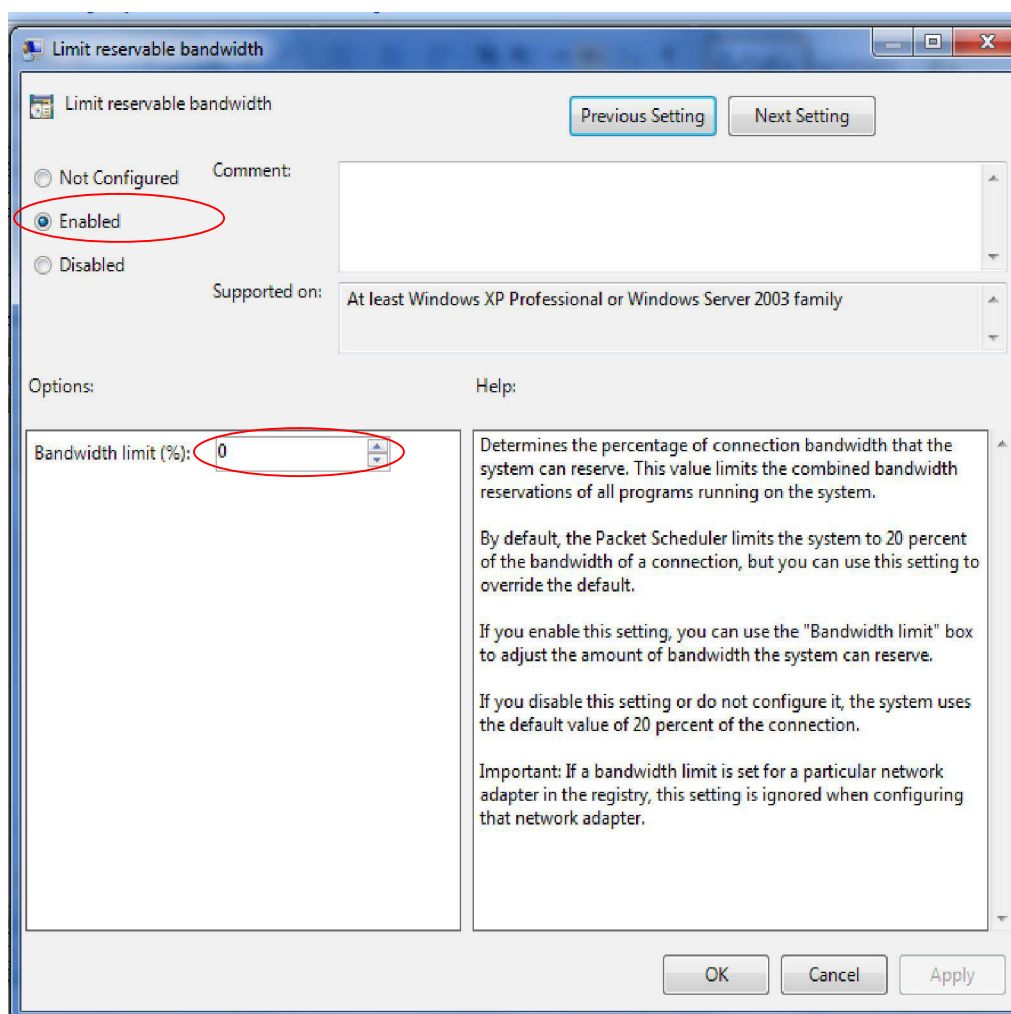 Limit reservable bandwidth
Limit reservable bandwidth
Previous Setting
Next Setting
Not Configured
Comment:
Enabled
Disabled
Supported on:
At least Windows XP Professional or Windows Server 2003 family
Options:
Help:
Bandwidth limit (%):
0
Determines the percentage of connection bandwidth that the
system can reserve. This value limits the combined bandwidth
reservations of all programs running on the system.
By default, the Packet Scheduler limits the system to 20 percent
of the bandwidth of a connection, but you can use this setting to
override the default.
If you enable this setting, you can use the "Bandwidth limit" box
to adjust the amount of bandwidth the system can reserve.
If you disable this setting or do not configure it, the system uses
the default value of 20 percent of the connection.
Important: If a bandwidth limit is set for a particular network
adapter in the registry, this setting is ignored when configuring
that network adapter.
OK
Cancel
Apply